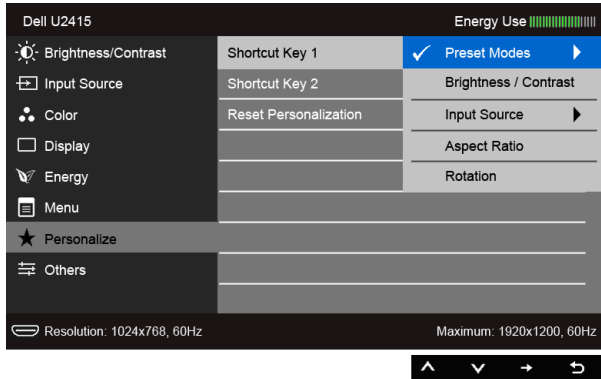 Dell U2415 Energy Use
Brightness/Contrast Shortcut Key 1 Preset Modes
Input Source Shortcut Key 2 Brightness / Contrast
Color Reset Personalization Input Source
Display Aspect Ratio
Energy Rotation
Menu
Personalize
Others
Resolution: 1024x768, 60Hz Maximum: 1920x1200, 60Hz